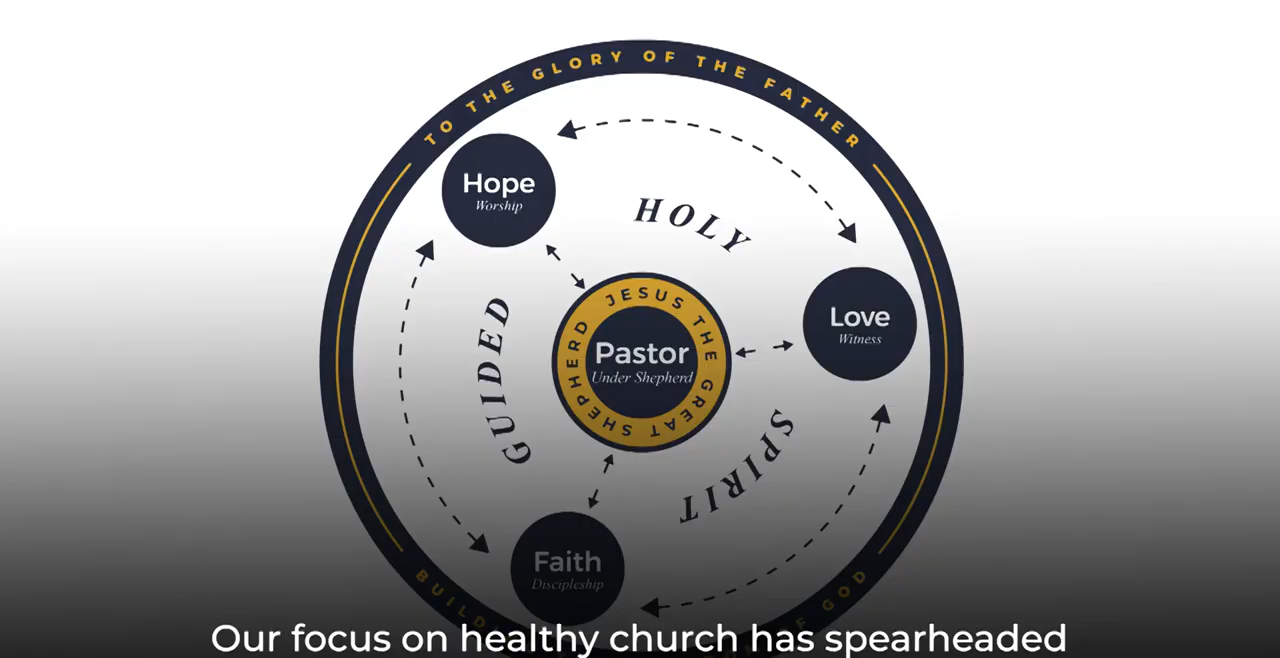 TO THE GLORY OF THE FATHER
Hope
Worship
HOLY
Love
Witness
GUIDED
JESUS THE GREAT SHEPHERD
Pastor
Under Shepherd
SPIRIT
Faith
Discipleship
GOD
Our focus on healthy church has spearheaded